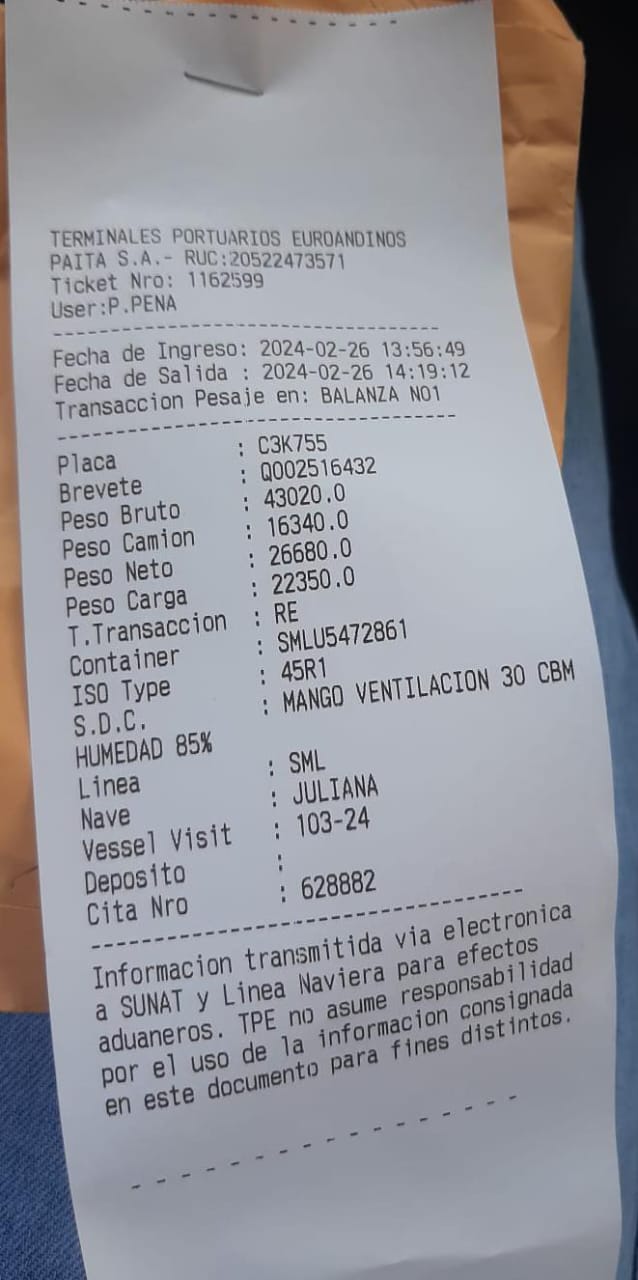 TERMINALES PORTUARIOS EUROANDINOS
PAITA S.A.- RUC:20522473571
Ticket Nro: 1162599
User:P.PENA
Fecha de Ingreso: 2024-02-26 13:56:49
Fecha de Salida : 2024-02-26 14:19:12
Transaccion Pesaje en: BALANZA NO1
Placa : C3K755
Brevete : Q002516432
Peso Bruto : 43020.0
Peso Camion : 16340.0
Peso Neto : 26680.0
Peso Carga : 22350.0
T.Transaccion : RE
Container : SMLU5472861
ISO Type : 45R1
S.D.C. : MANGO VENTILACION 30 CBM
HUMEDAD 85%
Linea : SML
Nave : JULIANA
Vessel Visit : 103-24
Deposito :
Cita Nro : 628882
Informacion transmitida via electronica
a SUNAT y Linea Naviera para efectos
aduaneros. TPE no asume responsabilidad
por el uso de la informacion consignada
en este documento para fines distintos.